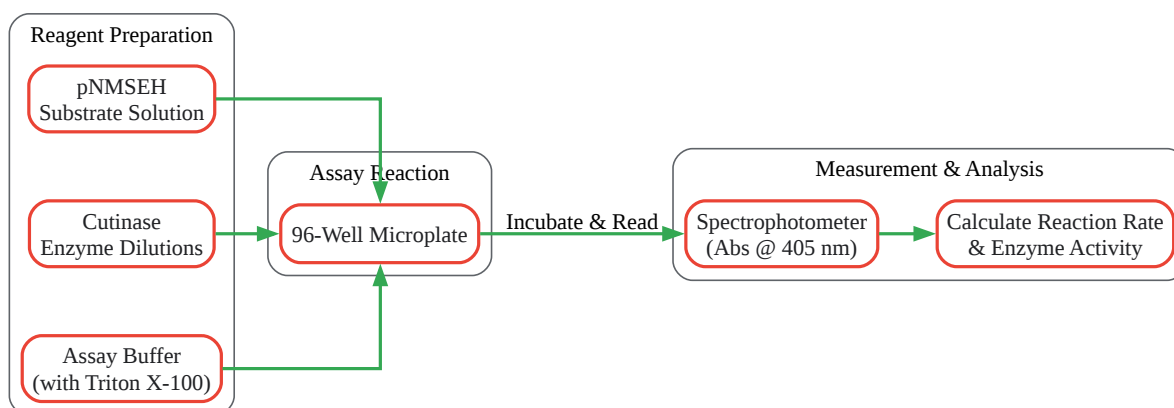 Reagent Preparation
pNMSEH
Substrate Solution
Cutinase
Enzyme Dilutions
Assay Buffer
(with Triton X-100)
Assay Reaction
96-Well Microplate
Incubate & Read
Measurement & Analysis
Spectrophotometer
(Abs @ 405 nm)
Calculate Reaction Rate
& Enzyme Activity